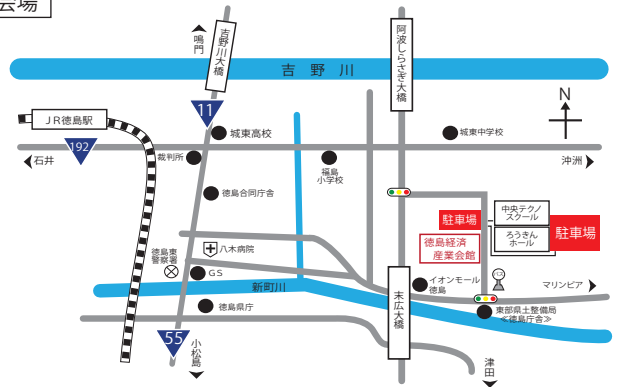 会場
鳴門
吉野川大橋
阿波しらさぎ大橋
吉野川
N
11
JR徳島駅
192
石井
城東高校
裁判所
福島
小学校
城東中学校
沖洲
徳島合同庁舎
駐車場
中央テクノ
スクール
ろうきん
ホール
駐車場
徳島経済
産業会館
徳島東
警察署
八木病院
GS
新町川
イオンモール
徳島
マリンピア
末広大橋
徳島県庁
東部県土整備局
≪徳島庁舎≫
55
小松島
津田